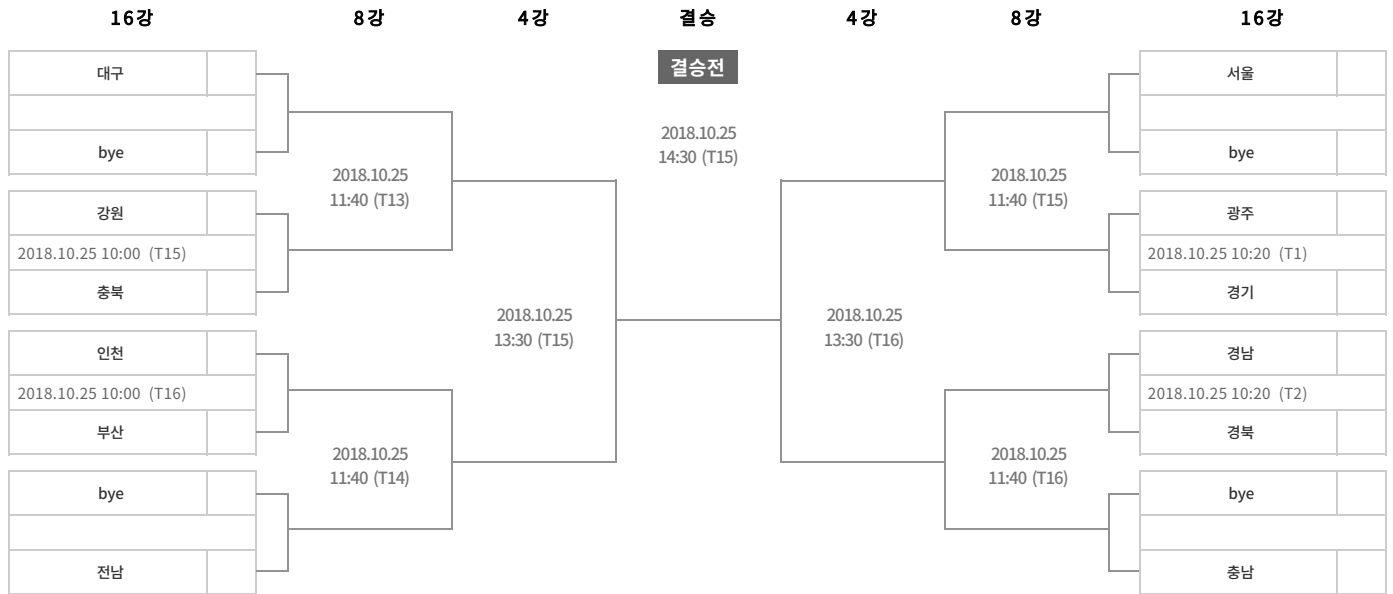 16강 8강 4강 결승 4강 8강 16강
결승전
2018.10.25
14:30 (T15)
대구
bye
강원
2018.10.25 10:00 (T15)
충북
인천
2018.10.25 10:00 (T16)
부산
bye
전남
2018.10.25
11:40 (T13)
2018.10.25
11:40 (T14)
2018.10.25
13:30 (T15)
2018.10.25
13:30 (T16)
2018.10.25
11:40 (T15)
2018.10.25
11:40 (T16)
서울
bye
광주
2018.10.25 10:20 (T1)
경기
경남
2018.10.25 10:20 (T2)
경북
bye
충남